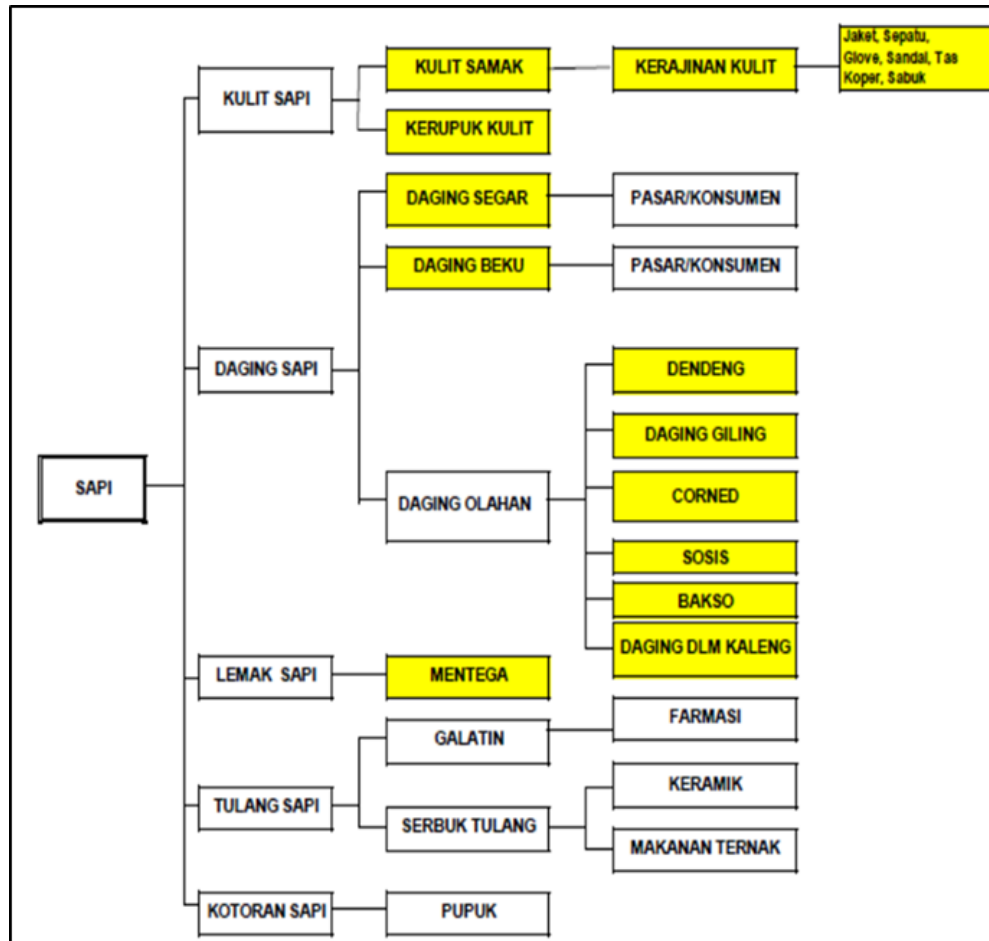 Jaket, Sepatu,
Glove, Sandal, Tas
Koper, Sabuk
KULIT SAMAK
KERAJINAN KULIT
KULIT SAPI
KERUPUK KULIT
DAGING SEGAR
PASAR/KONSUMEN
DAGING BEKU
PASAR/KONSUMEN
DAGING SAPI
DENDENG
DAGING GILING
SAPI
DAGING OLAHAN
CORNED
SOSIS
BAKSO
DAGING DLM KALENG
LEMAK SAPI
MENTEGA
GALATIN
FARMASI
TULANG SAPI
SERBUK TULANG
KERAMIK
MAKANAN TERNAK
KOTORAN SAPI
PUPUK